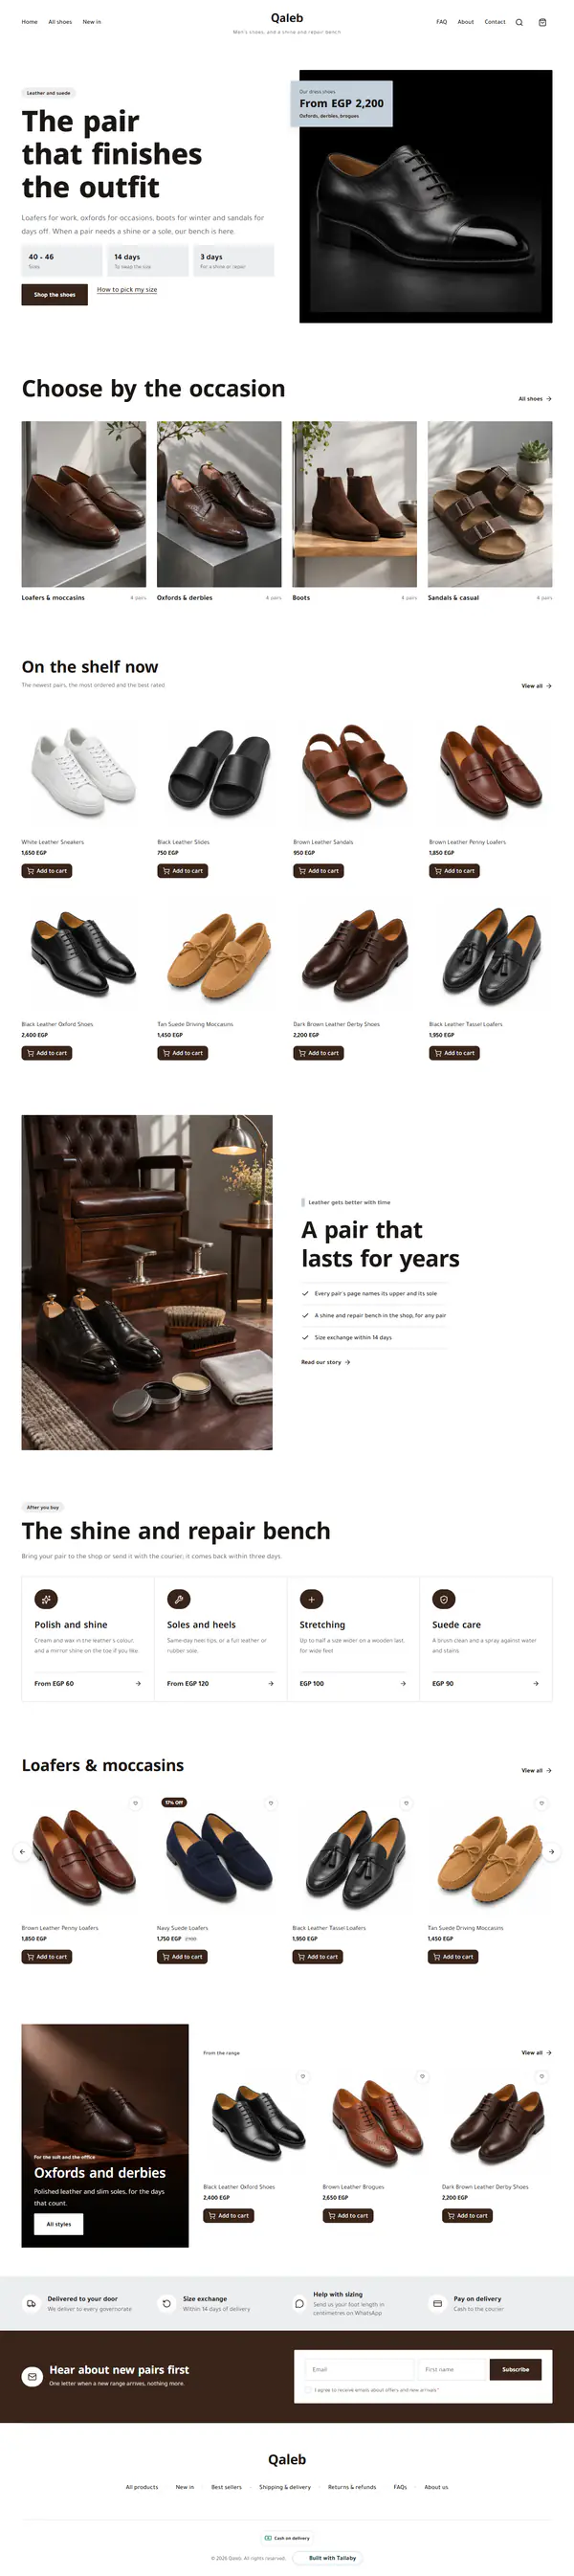 Home All shoes New in
Qaleb
Men's shoes, and a shine and repair bench
FAQ About Contact
Leather and suede
The pair
that finishes
the outfit
Loafers for work, oxfords for occasions, boots for winter and sandals for
days off. When a pair needs a shine or a sole, our bench is here.
40 - 46
Sizes
14 days
To swap the size
3 days
For a shine or repair
Shop the shoes
How to pick my size
Our dress shoes
From EGP 2,200
Oxfords, derbies, brogues
Choose by the occasion
All shoes
Loafers & moccasins 4 pairs
Oxfords & derbies 4 pairs
Boots 4 pairs
Sandals & casual 4 pairs
On the shelf now
The newest pairs, the most ordered and the best rated
View all
White Leather Sneakers
1,650 EGP
Add to cart
Black Leather Slides
750 EGP
Add to cart
Brown Leather Sandals
950 EGP
Add to cart
Brown Leather Penny Loafers
1,850 EGP
Add to cart
Black Leather Oxford Shoes
2,400 EGP
Add to cart
Tan Suede Driving Moccasins
1,450 EGP
Add to cart
Dark Brown Leather Derby Shoes
2,200 EGP
Add to cart
Black Leather Tassel Loafers
1,950 EGP
Add to cart
Leather gets better with time
A pair that
lasts for years
Every pair's page names its upper and its sole
A shine and repair bench in the shop, for any pair
Size exchange within 14 days
Read our story
After you buy
The shine and repair bench
Bring your pair to the shop or send it with the courier, it comes back within three days.
Polish and shine
Cream and wax in the leather's colour,
and a mirror shine on the toe if you like.
From EGP 60
Soles and heels
Same-day heel tips, or a full leather or
rubber sole.
From EGP 120
Stretching
Up to half a size wider on a wooden last,
for wide feet.
EGP 100
Suede care
A brush clean and a spray against water
and stains.
EGP 90
Loafers & moccasins
View all
Brown Leather Penny Loafers
1,850 EGP
Add to cart
17% Off
Navy Suede Loafers
1,750 EGP
Add to cart
Black Leather Tassel Loafers
1,950 EGP
Add to cart
Tan Suede Driving Moccasins
1,450 EGP
Add to cart
For the suit and the office
Oxfords and derbies
Polished leather and slim soles, for the days
that count.
All styles
From the range
View all
Black Leather Oxford Shoes
2,400 EGP
Add to cart
Brown Leather Brogues
2,650 EGP
Add to cart
Dark Brown Leather Derby Shoes
2,200 EGP
Add to cart
Delivered to your door
We deliver to every governorate
Size exchange
Within 14 days of delivery
Help with sizing
Send us your foot length in
centimetres on WhatsApp
Pay on delivery
Cash to the courier
Hear about new pairs first
One letter when a new range arrives, nothing more.
Email
First name
Subscribe
I agree to receive emails about offers and new arrivals*
Qaleb
All products New in Best sellers Shipping & delivery Returns & refunds FAQs About us
Cash on delivery
© 2026 Qaleb. All rights reserved.
Built with Tailaby